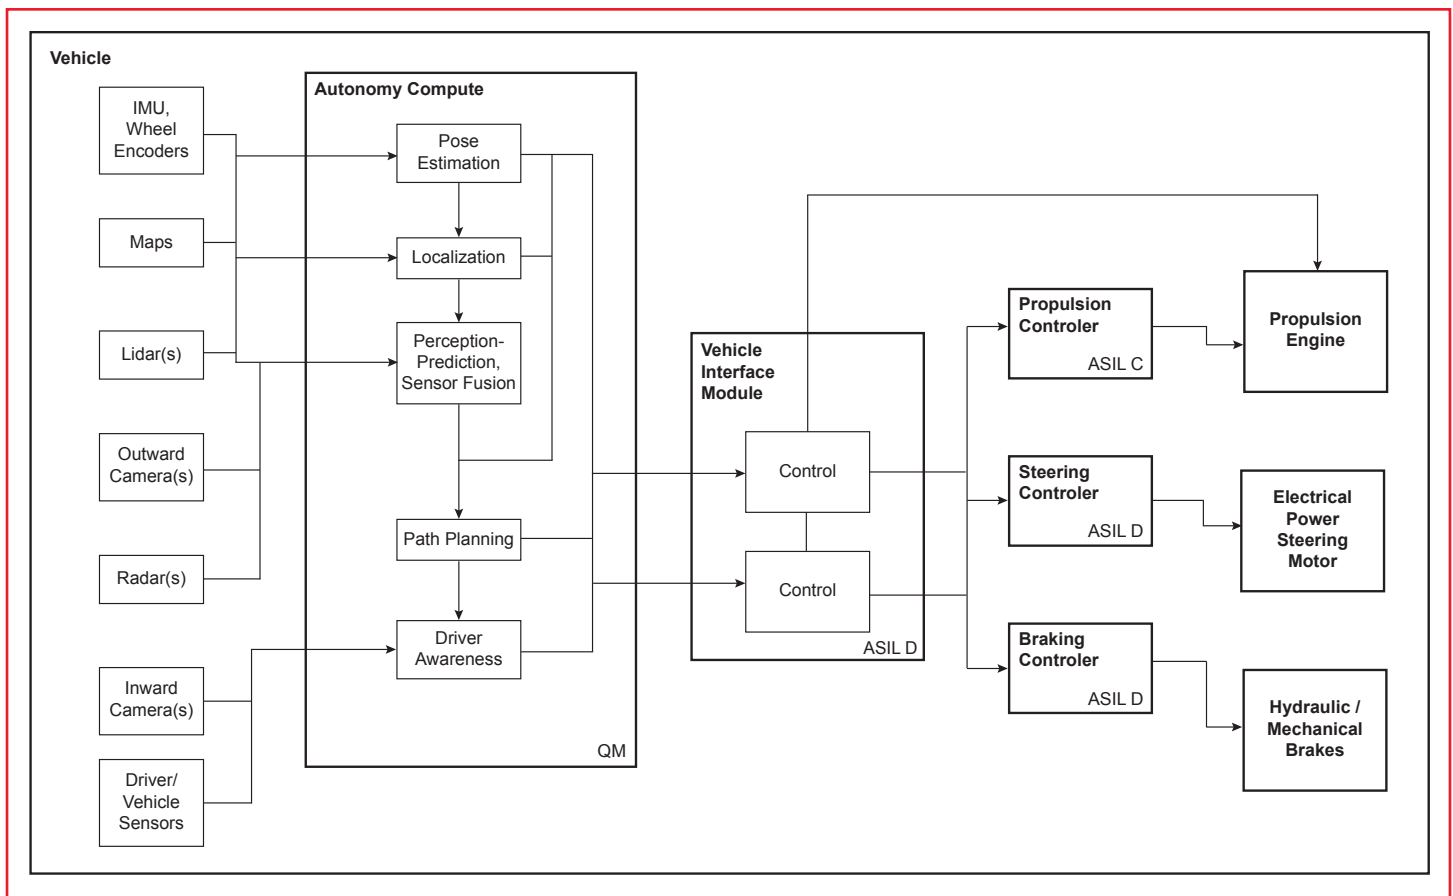 Vehicle
IMU,
Wheel
Encoders
Maps
Lidar(s)
Outward
Camera(s)
Radar(s)
Inward
Camera(s)
Driver/
Vehicle
Sensors
Autonomy Compute
Pose
Estimation
Localization
Perception-
Prediction,
Sensor Fusion
Path Planning
Driver
Awareness
QM
Vehicle
Interface
Module
Control
Control
ASIL D
Propulsion
Controler
ASIL C
Steering
Controler
ASIL D
Braking
Controler
ASIL D
Propulsion
Engine
Electrical
Power
Steering
Motor
Hydraulic /
Mechanical
Brakes